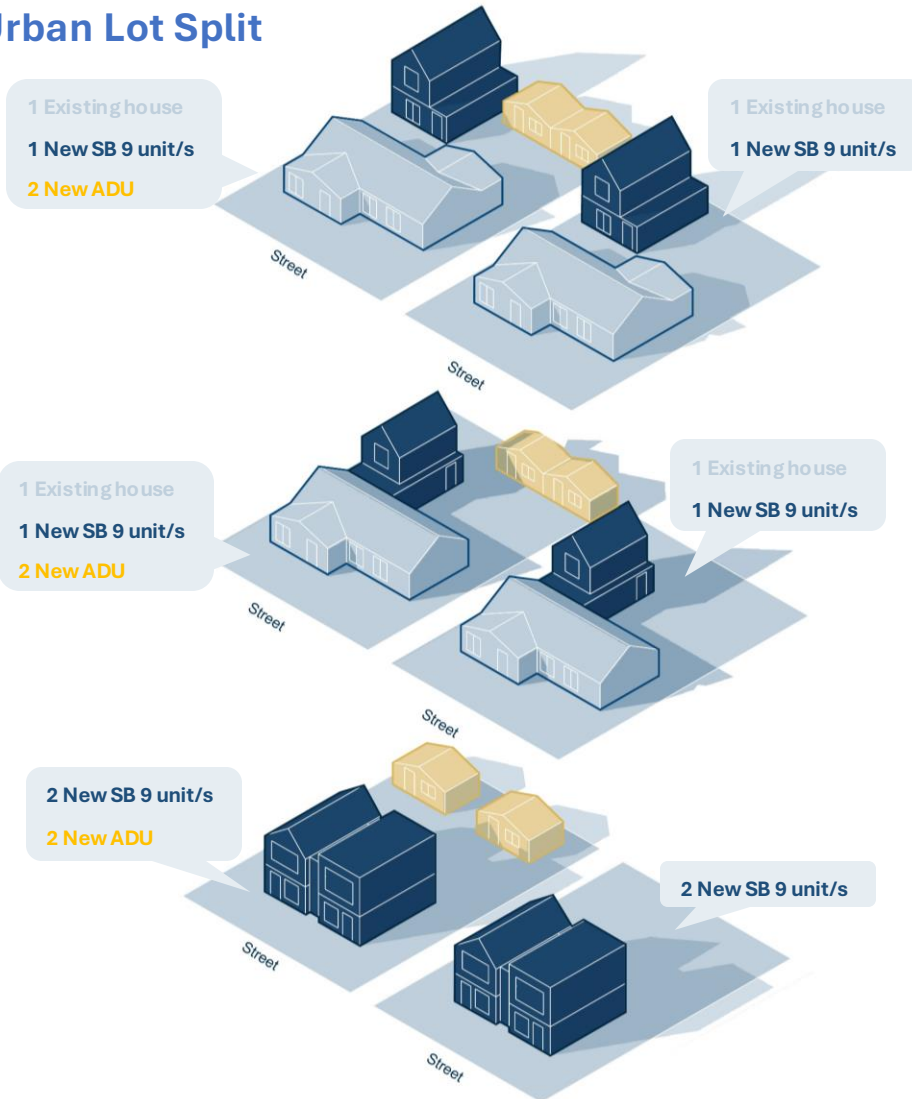 Urban Lot Split
1 Existing house
1 New SB 9 unit/s
2 New ADU
1 Existing house
1 New SB 9 unit/s
Street
Street
1 Existing house
1 New SB 9 unit/s
2 New ADU
1 Existing house
1 New SB 9 unit/s
Street
Street
2 New SB 9 unit/s
2 New ADU
2 New SB 9 unit/s
Street
Street